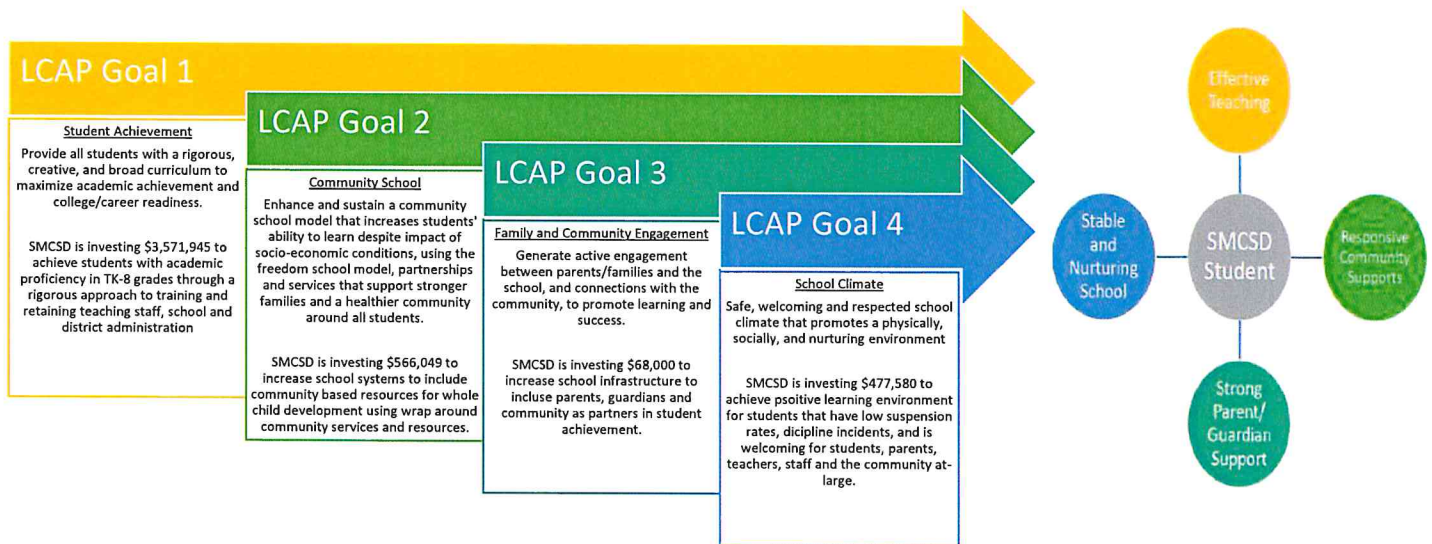 LCAP Goal 1
Student Achievement
Provide all students with a rigorous,
creative, and broad curriculum to
maximize academic achievement and
college/career readiness.
SMCSD is investing $3,571,945 to
achieve students with academic
proficiency in TK-8 grades through a
rigorous approach to training and
retaining teaching staff, school and
district administration
LCAP Goal 2
Community School
Enhance and sustain a community
school model that increases students'
ability to learn despite impact of
socio-economic conditions, using the
freedom school model, partnerships
and services that support stronger
families and a healthier community
around all students.
SMCSD is investing $566,049 to
increase school systems to include
community based resources for whole
child development using wrap around
community services and resources.
LCAP Goal 3
Family and Community Engagement
Generate active engagement
between parents/families and the
school, and connections with the
community, to promote learning and
success.
SMCSD is investing $68,000 to
increase school infrastructure to
incluse parents, guardians and
community as partners in student
achievement.
LCAP Goal 4
School Climate
Safe, welcoming and respected school
climate that promotes a physically,
socially, and nurturing environment
SMCSD is investing $477,580 to
achieve psoitive learning environment
for students that have low suspension
rates, dicipline incidents, and is
welcoming for students, parents,
teachers, staff and the community at-
large.
Effective
Teaching
Stable
and
Nurturing
School
SMCSD
Student
Responsive
Community
Supports
Strong
Parent/
Guardian
Support